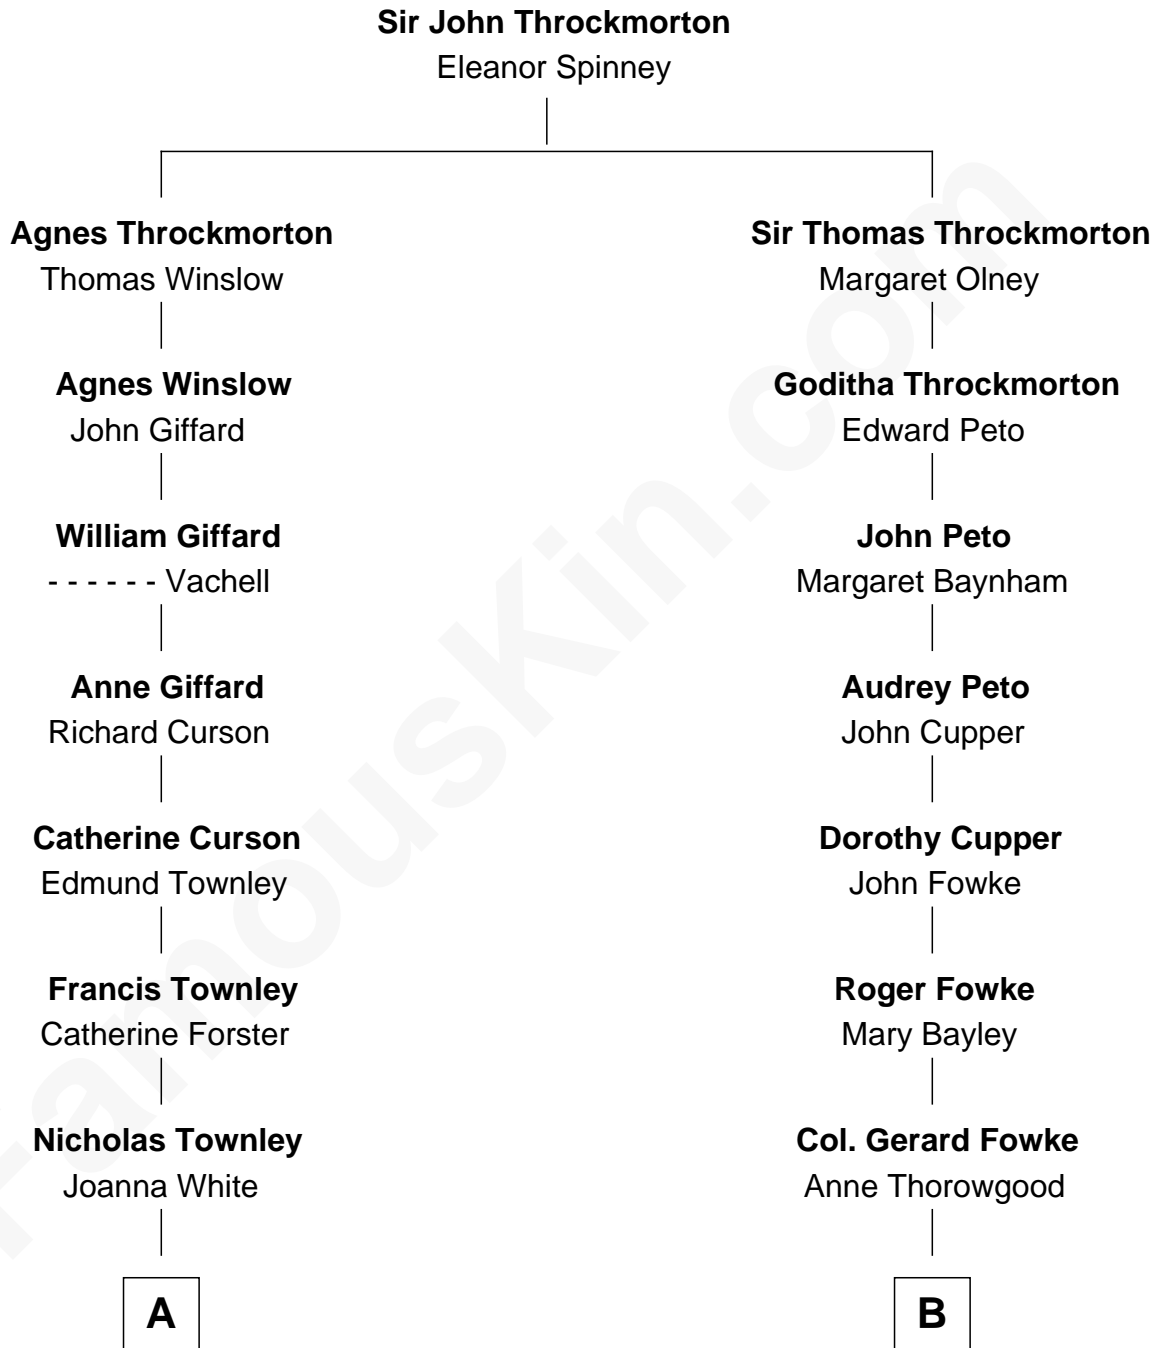 Sir John Throckmorton
Eleanor Spinney
Agnes Throckmorton
Thomas Winslow
Agnes Winslow
John Giffard
William Giffard
- - - - - - Vachell
Anne Giffard
Richard Curson
Catherine Curson
Edmund Townley
Francis Townley
Catherine Forster
Nicholas Townley
Joanna White
A
Sir Thomas Throckmorton
Margaret Olney
Goditha Throckmorton
Edward Peto
John Peto
Margaret Baynham
Audrey Peto
John Cupper
Dorothy Cupper
John Fowke
Roger Fowke
Mary Bayley
Col. Gerard Fowke
Anne Thorowgood
B
FamousKin.com